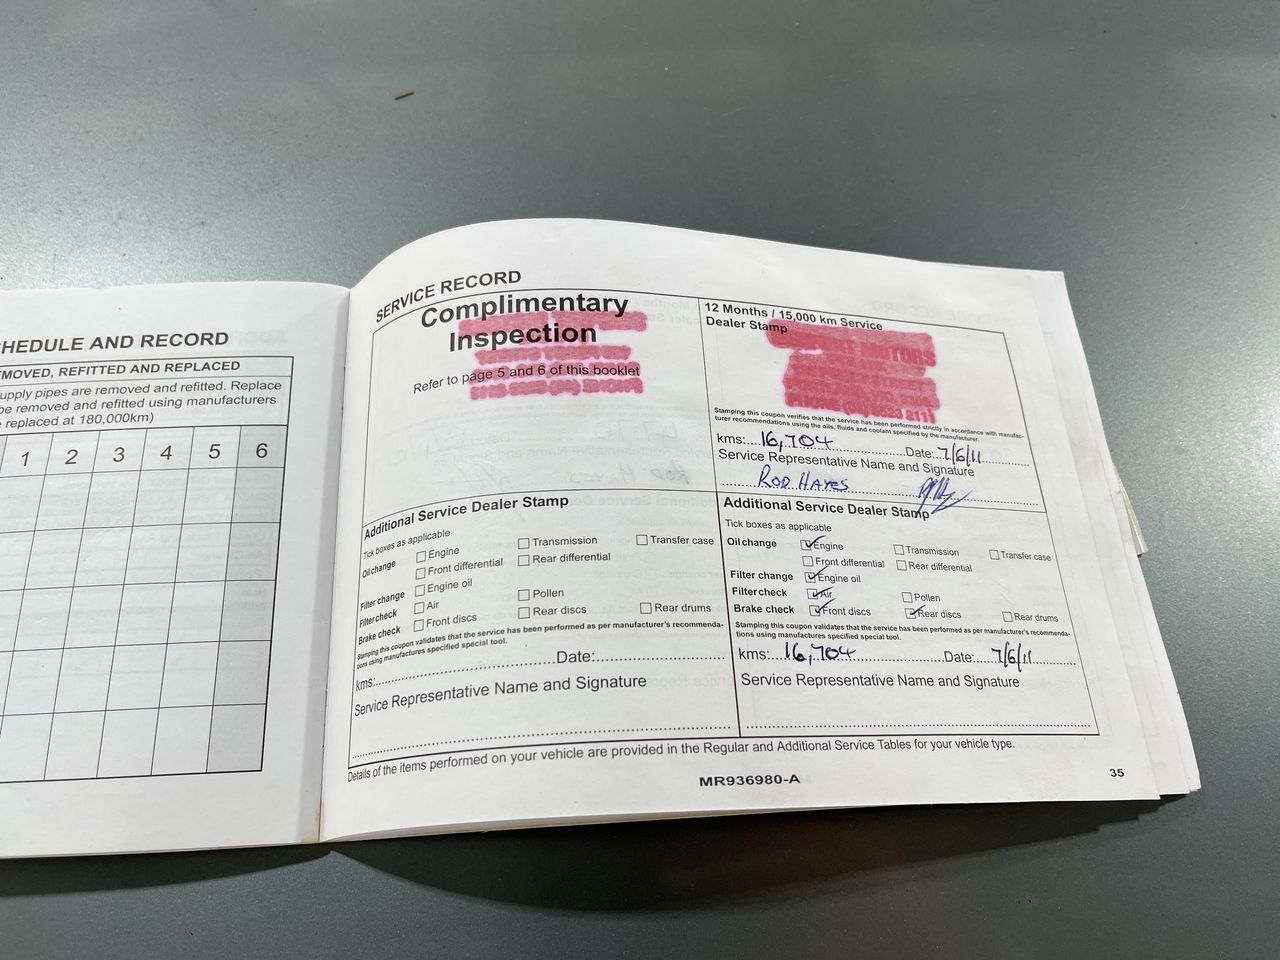 HEDULE AND RECORD
MOVED, REFITTED AND REPLACED
upply pipes are removed and refitted. Replace
be removed and refitted using manufacturers
replaced at 180,000km)
1 2 3 4 5 6
SERVICE RECORD
Complimentary
Inspection
Refer to page 5 and 6 of this booklet
12 Months / 15,000 km Service
Dealer Stamp
MOTORS
Stamping this coupon verifies that the service has been performed strictly in accordance with manufac-
turer recommendations using the oils, fluids and coolant specified by the manufacturer.
kms: 16,704 Date: 7/6/11
Service Representative Name and Signature
ROD HAYES
Additional Service Dealer Stamp
Tick boxes as applicable
Oil change Engine Transmission Transfer case
Front differential Rear differential
Filter change Engine oil
Filter check Air Pollen
Brake check Front discs Rear discs Rear drums
Stamping this coupon validates that the service has been performed as per manufacturer's recommenda-
tions using manufactures specified special tool.
kms: Date:
Service Representative Name and Signature
Additional Service Dealer Stamp
Tick boxes as applicable
Oil change Engine Transmission Transfer case
Front differential Rear differential
Filter change Engine oil
Filter check Air Pollen
Brake check Front discs Rear discs Rear drums
Stamping this coupon validates that the service has been performed as per manufacturer's recommenda-
tions using manufactures specified special tool.
kms: 16,704 Date: 7/6/11
Service Representative Name and Signature
Details of the items performed on your vehicle are provided in the Regular and Additional Service Tables for your vehicle type.
MR936980-A
35